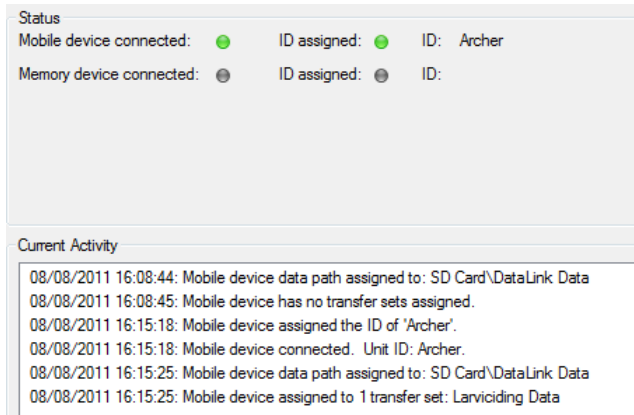 Status
Mobile device connected: ID assigned: ID: Archer
Memory device connected: ID assigned: ID:
Current Activity
08/08/2011 16:08:44: Mobile device data path assigned to: SD Card\DataLink Data
08/08/2011 16:08:45: Mobile device has no transfer sets assigned.
08/08/2011 16:15:18: Mobile device assigned the ID of 'Archer'.
08/08/2011 16:15:18: Mobile device connected.  Unit ID: Archer.
08/08/2011 16:15:25: Mobile device data path assigned to: SD Card\DataLink Data
08/08/2011 16:15:25: Mobile device assigned to 1 transfer set: Larviciding Data